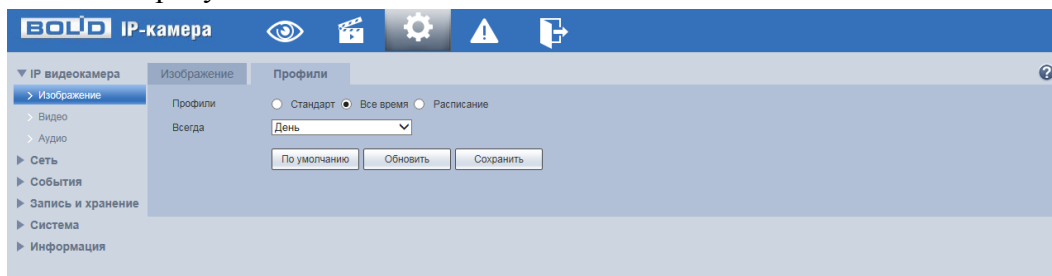 BOLID IP-камера
IP видеокамера
Изображение
Видео
Аудио
Сеть
События
Запись и хранение
Система
Информация
Изображение Профили
Профили Стандарт Все время Расписание
Всегда День
По умолчанию Обновить Сохранить
?